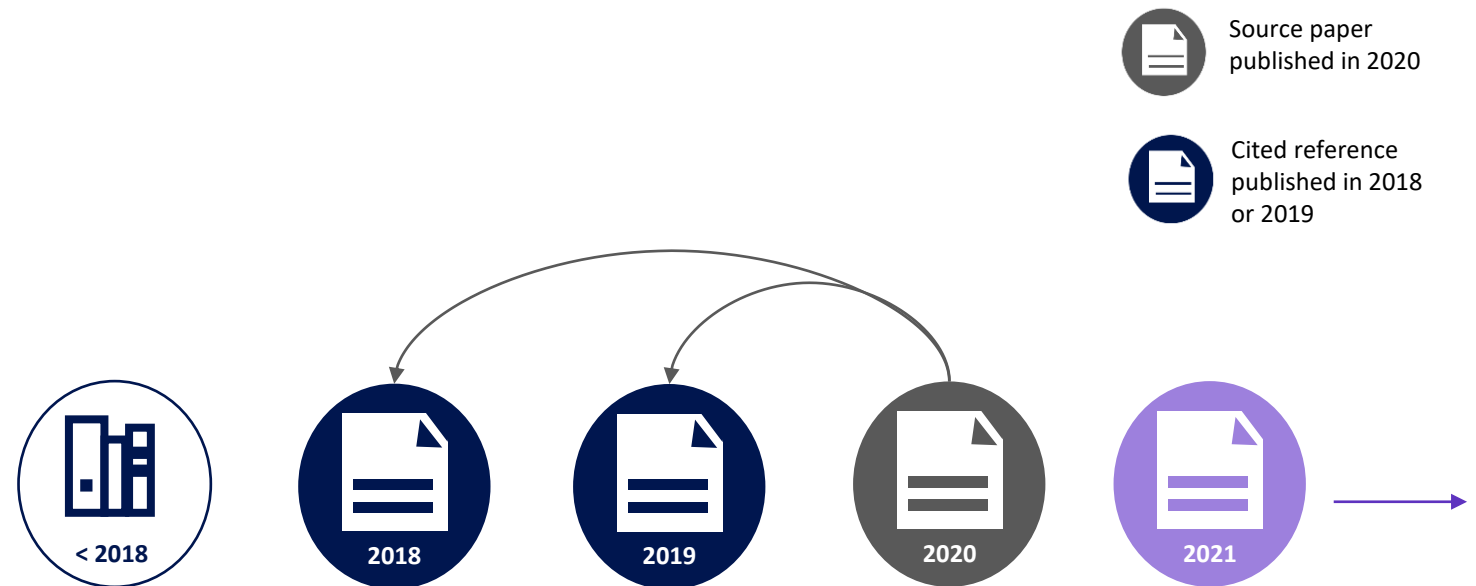 Source paper
published in 2020
Cited reference
published in 2018
or 2019
< 2018
2018
2019
2020
2021